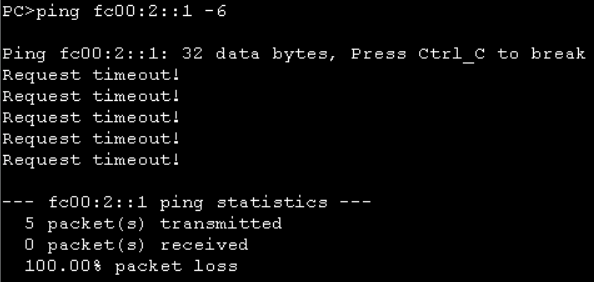 PC>ping fc00:2::1 -6
Ping fc00:2::1: 32 data bytes, Press Ctrl_C to break
Request timeout!
Request timeout!
Request timeout!
Request timeout!
Request timeout!
--- fc00:2::1 ping statistics ---
5 packet(s) transmitted
0 packet(s) received
100.00% packet loss